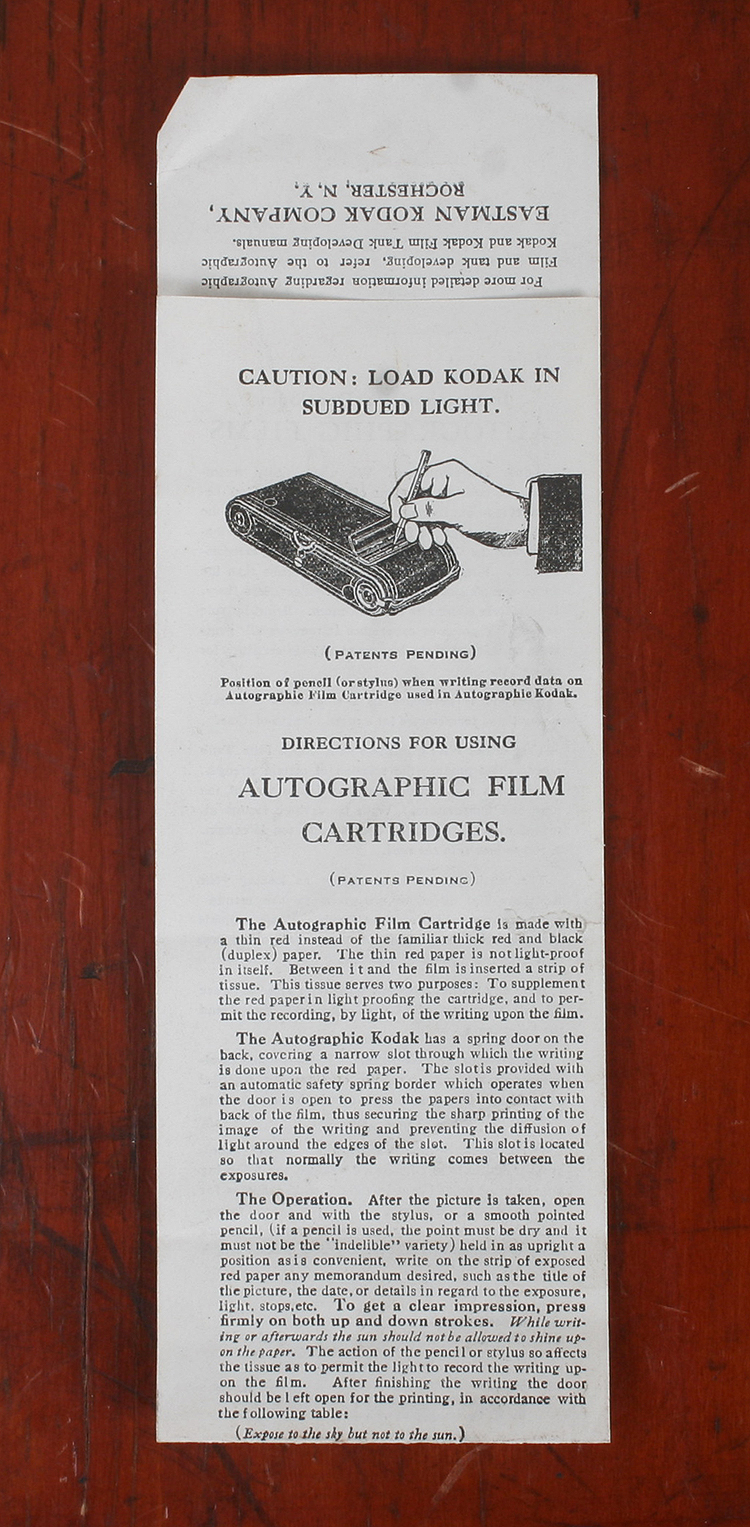 For more detailed information regarding Autographic
Film and tank developing, refer to the Autographic
Kodak and Kodak Film Tank Developing manuals.
EASTMAN KODAK COMPANY,
ROCHESTER, N. Y.
CAUTION: LOAD KODAK IN
SUBDUED LIGHT.
(PATENTS PENDING)
Position of pencil (or stylus) when writing record data on
Autographic Film Cartridge used in Autographic Kodak.
DIRECTIONS FOR USING
AUTOGRAPHIC FILM
CARTRIDGES.
(PATENTS PENDING)
The Autographic Film Cartridge is made with
a thin red instead of the familiar thick red and black
(duplex) paper. The thin red paper is not light-proof
in itself. Between it and the film is inserted a strip of
tissue. This tissue serves two purposes: To supplement
the red paper in light proofing the cartridge, and to per-
mit the recording, by light, of the writing upon the film.
The Autographic Kodak has a spring door on the
back, covering a narrow slot through which the writing
is done upon the red paper. The slot is provided with
an automatic safety spring border which operates when
the door is open to press the papers into contact with
back of the film, thus securing the sharp printing of the
image of the writing and preventing the diffusion of
light around the edges of the slot. This slot is located
so that normally the writing comes between the
exposures.
The Operation. After the picture is taken, open
the door and with the stylus, or a smooth pointed
pencil, (if a pencil is used, the point must be dry and it
must not be the "indelible" variety) held in as upright a
position as is convenient, write on the strip of exposed
red paper any memorandum desired, such as the title of
the picture, the date, or details in regard to the exposure,
light, stops, etc. To get a clear impression, press
firmly on both up and down strokes. While writ-
ing or afterwards the sun should not be allowed to shine up-
on the paper. The action of the pencil or stylus so affects
the tissue as to permit the light to record the writing up-
on the film. After finishing the writing the door
should be left open for the printing, in accordance with
the following table:
(Expose to the sky but not to the sun.)